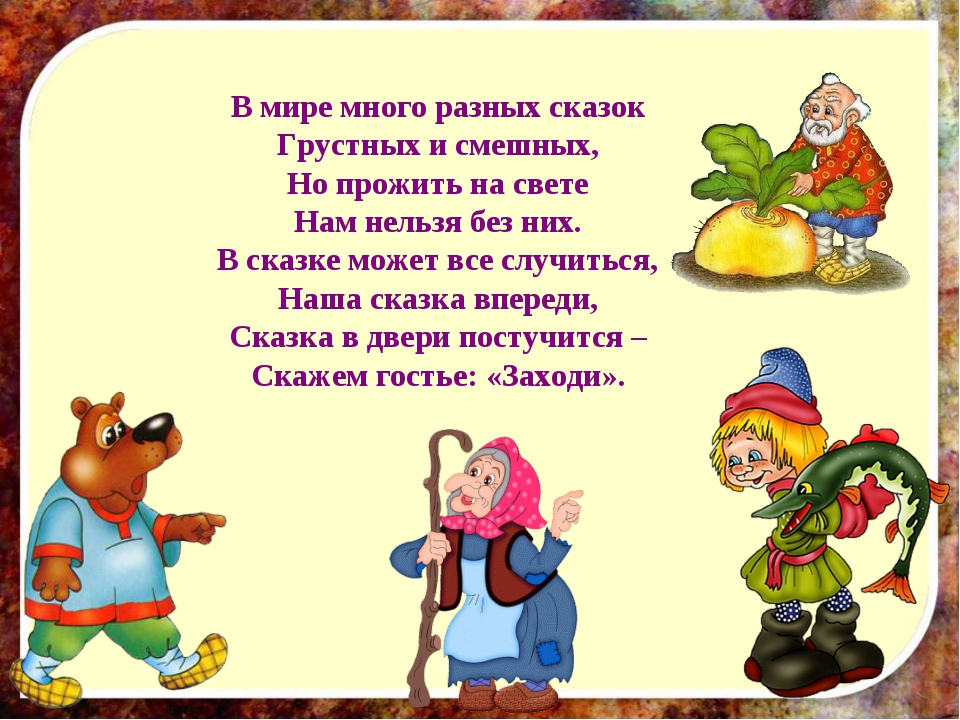 В мире много разных сказок
Грустных и смешных,
Но прожить на свете
Нам нельзя без них.
В сказке может все случиться,
Наша сказка впереди,
Сказка в двери постучится –
Скажем гостье: «Заходи».